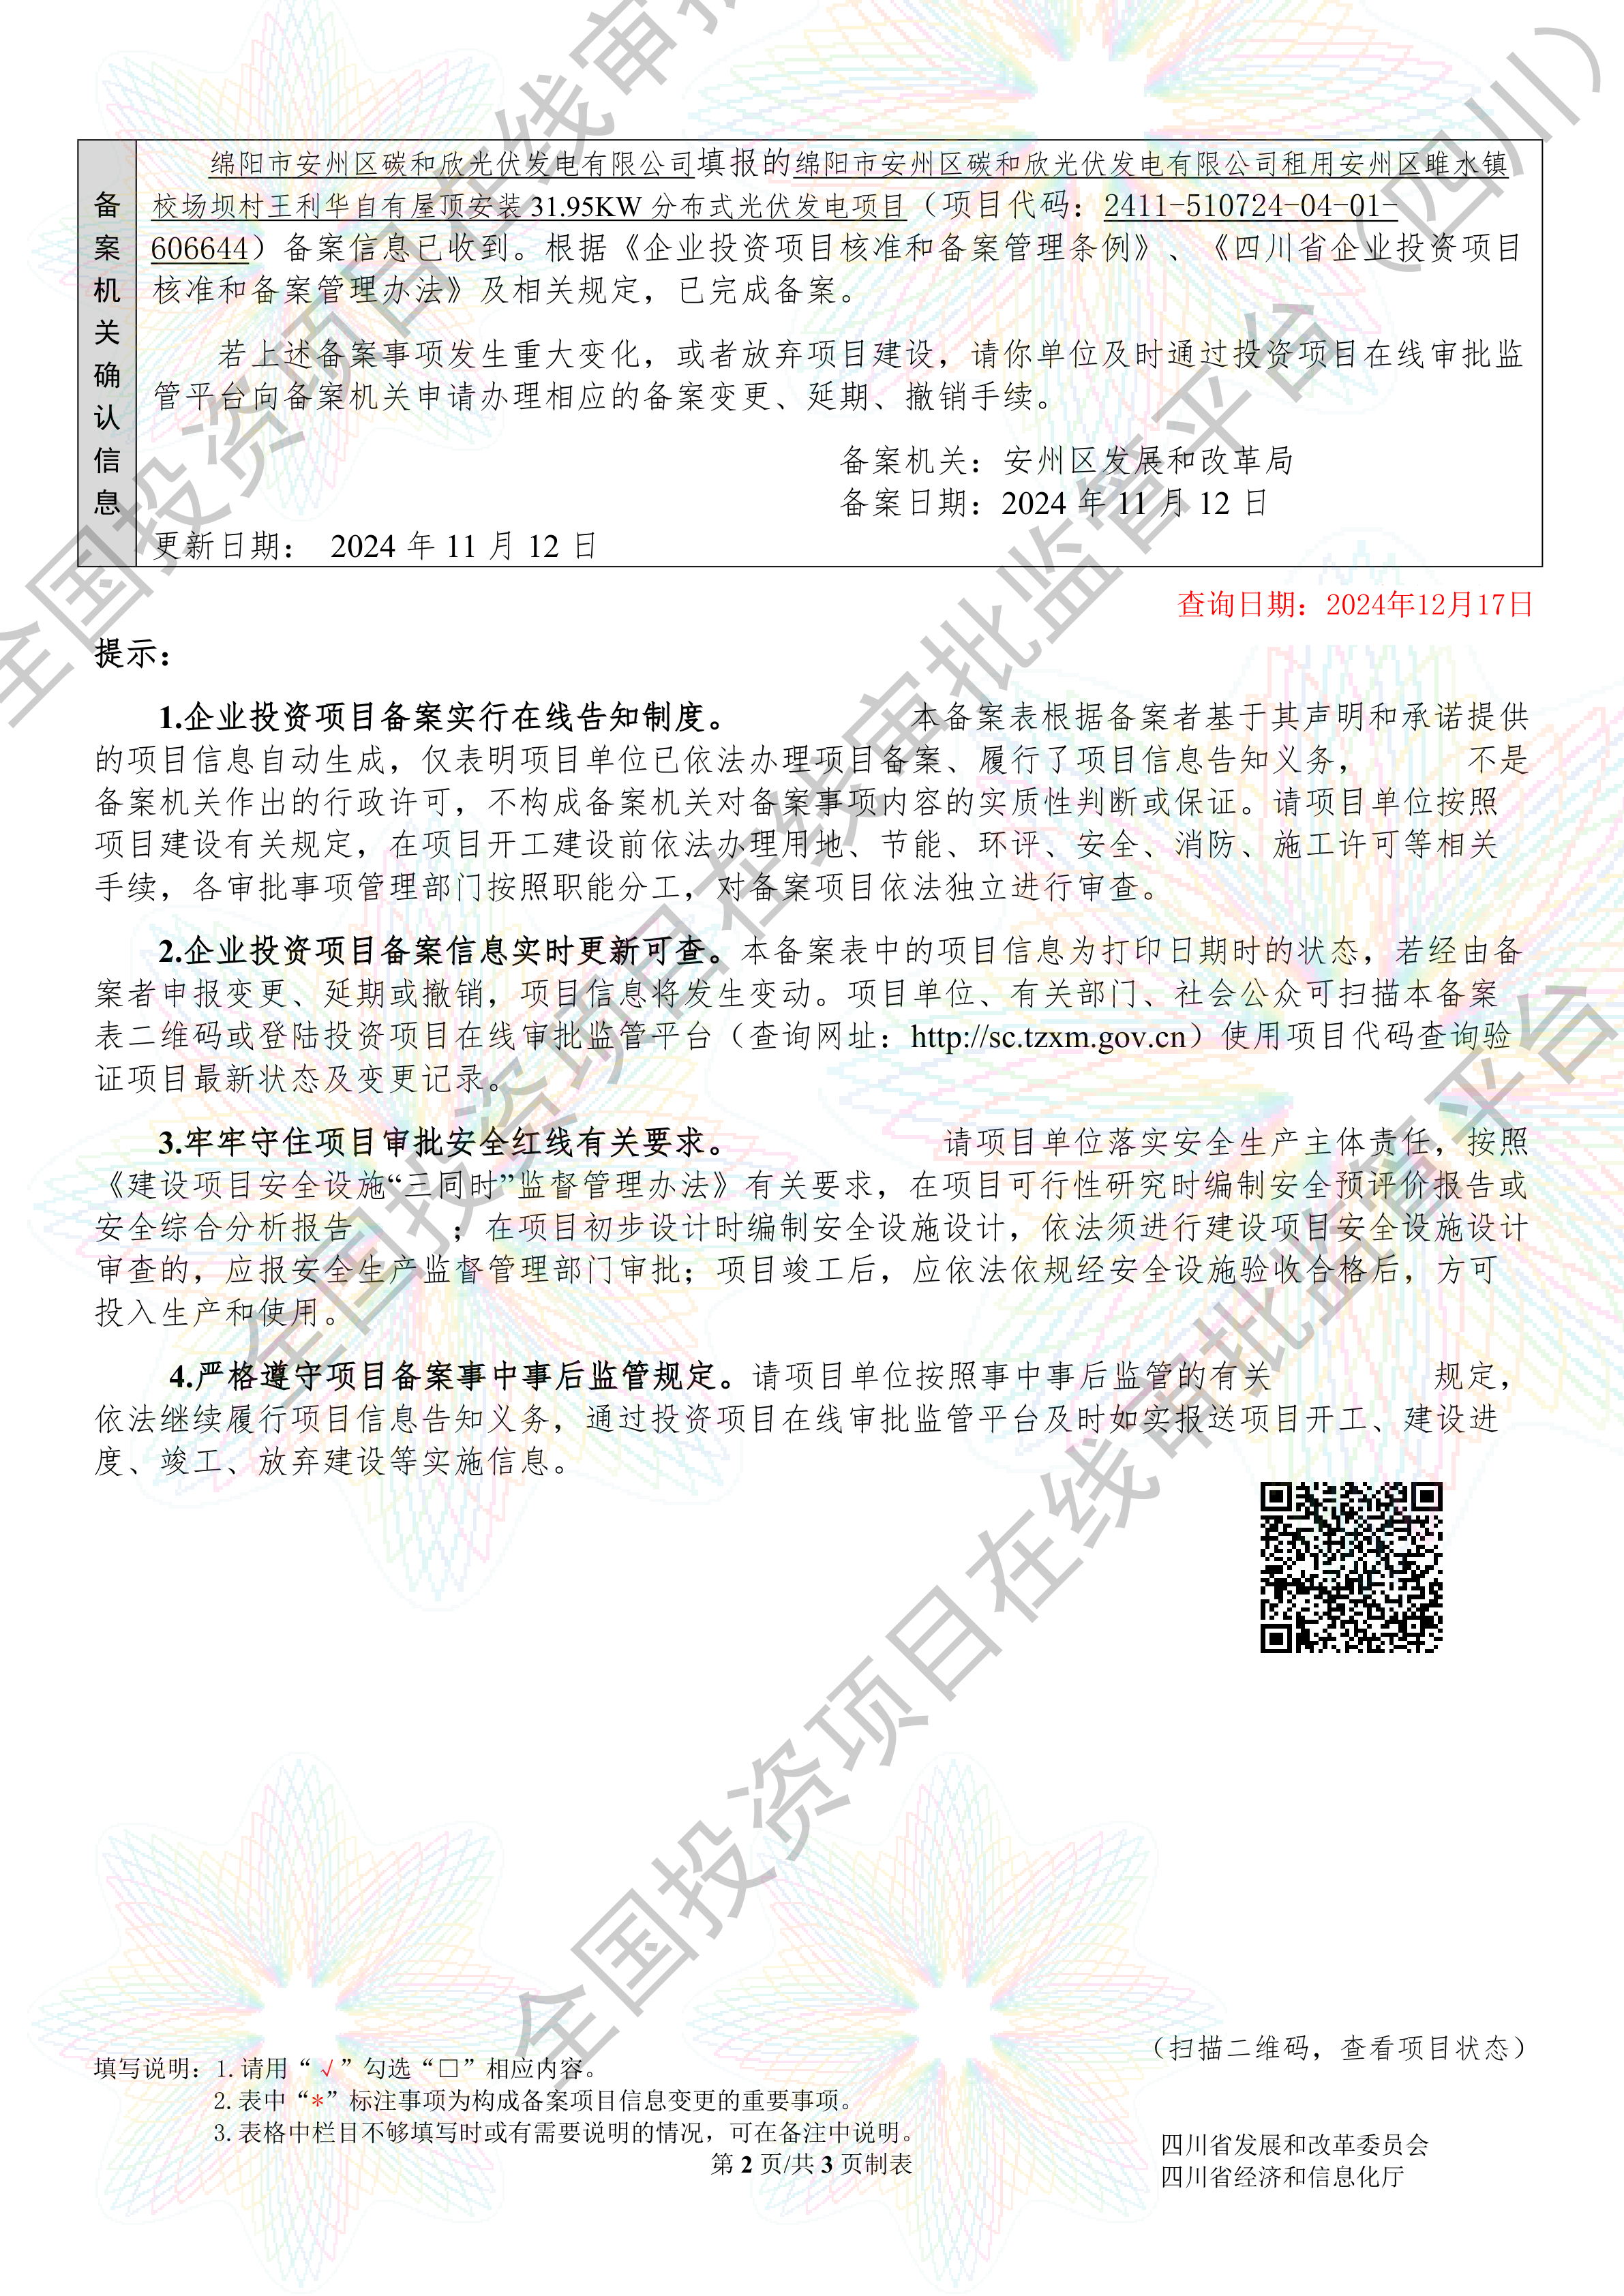 备案机关确认信息
绵阳市安州区碳和欣光伏发电有限公司填报的绵阳市安州区碳和欣光伏发电有限公司租用安州区雎水镇
校场坝村王利华自有屋顶安装 31.95KW 分布式光伏发电项目（项目代码：2411-510724-04-01-
606644）备案信息已收到。根据《企业投资项目核准和备案管理条例》、《四川省企业投资项目
核准和备案管理办法》及相关规定，已完成备案。
若上述备案事项发生重大变化，或者放弃项目建设，请你单位及时通过投资项目在线审批监
管平台向备案机关申请办理相应的备案变更、延期、撤销手续。
备案机关：安州区发展和改革局
备案日期：2024 年 11 月 12 日
更新日期： 2024 年 11 月 12 日
查询日期：2024年12月17日
提示：
1.企业投资项目备案实行在线告知制度。 本备案表根据备案者基于其声明和承诺提供
的项目信息自动生成，仅表明项目单位已依法办理项目备案、履行了项目信息告知义务， 不是
备案机关作出的行政许可，不构成备案机关对备案事项内容的实质性判断或保证。请项目单位按照
项目建设有关规定，在项目开工建设前依法办理用地、节能、环评、安全、消防、施工许可等相关
手续，各审批事项管理部门按照职能分工，对备案项目依法独立进行审查。
2.企业投资项目备案信息实时更新可查。本备案表中的项目信息为打印日期时的状态，若经由备
案者申报变更、延期或撤销，项目信息将发生变动。项目单位、有关部门、社会公众可扫描本备案
表二维码或登陆投资项目在线审批监管平台（查询网址：http://sc.tzxm.gov.cn）使用项目代码查询验
证项目最新状态及变更记录。
3.牢牢守住项目审批安全红线有关要求。 请项目单位落实安全生产主体责任，按照
《建设项目安全设施“三同时”监督管理办法》有关要求，在项目可行性研究时编制安全预评价报告或
安全综合分析报告 ；在项目初步设计时编制安全设施设计，依法须进行建设项目安全设施设计
审查的，应报安全生产监督管理部门审批；项目竣工后，应依法依规经安全设施验收合格后，方可
投入生产和使用。
4.严格遵守项目备案事中事后监管规定。请项目单位按照事中事后监管的有关 规定，
依法继续履行项目信息告知义务，通过投资项目在线审批监管平台及时如实报送项目开工、建设进
度、竣工、放弃建设等实施信息。
（扫描二维码，查看项目状态）
填写说明：1.请用“√”勾选“□”相应内容。
2.表中“*”标注事项为构成备案项目信息变更的重要事项。
3.表格中栏目不够填写时或有需要说明的情况，可在备注中说明。
第 2 页/共 3 页制表
四川省发展和改革委员会
四川省经济和信息化厅
全国投资项目在线审批
全国投资项目在线审批监管平台（四川）
全国投资项目在线审批监管平台